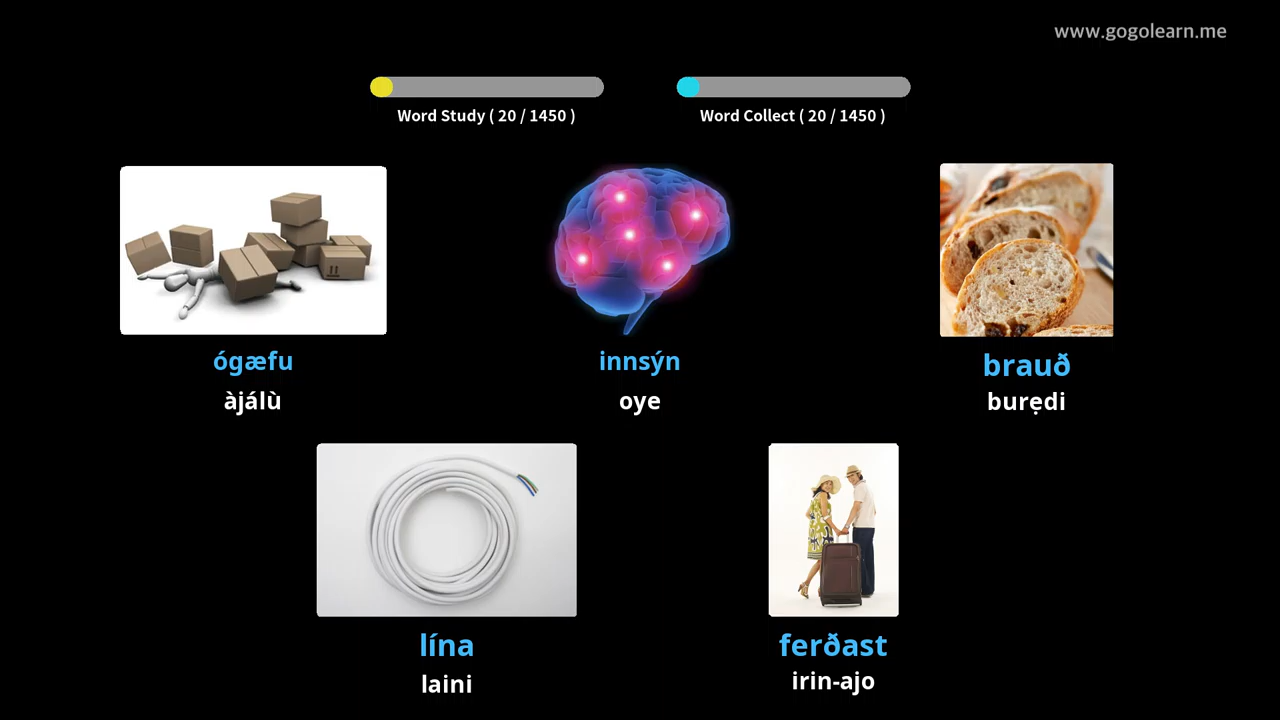 www.gogolearn.me
Word Study ( 20 / 1450 )
Word Collect ( 20 / 1450 )
ógæfu
àjálù
innsýn
oye
brauð
burẹdi
lína
laini
ferðast
irin-ajo